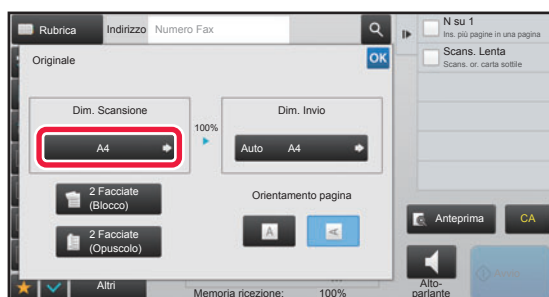 Rubrica
Indirizzo
Numero Fax
N su 1
Ins. più pagine in una pagina
Scans. Lenta
Scans. or. carta sottile
Originale
OK
Dim. Scansione
A4
100%
Dim. Invio
Auto A4
2 Facciate
(Blocco)
2 Facciate
(Opuscolo)
Orientamento pagina
A
A
Anteprima
CA
Altri
Memoria ricezione: 100%
Alto-
parlante